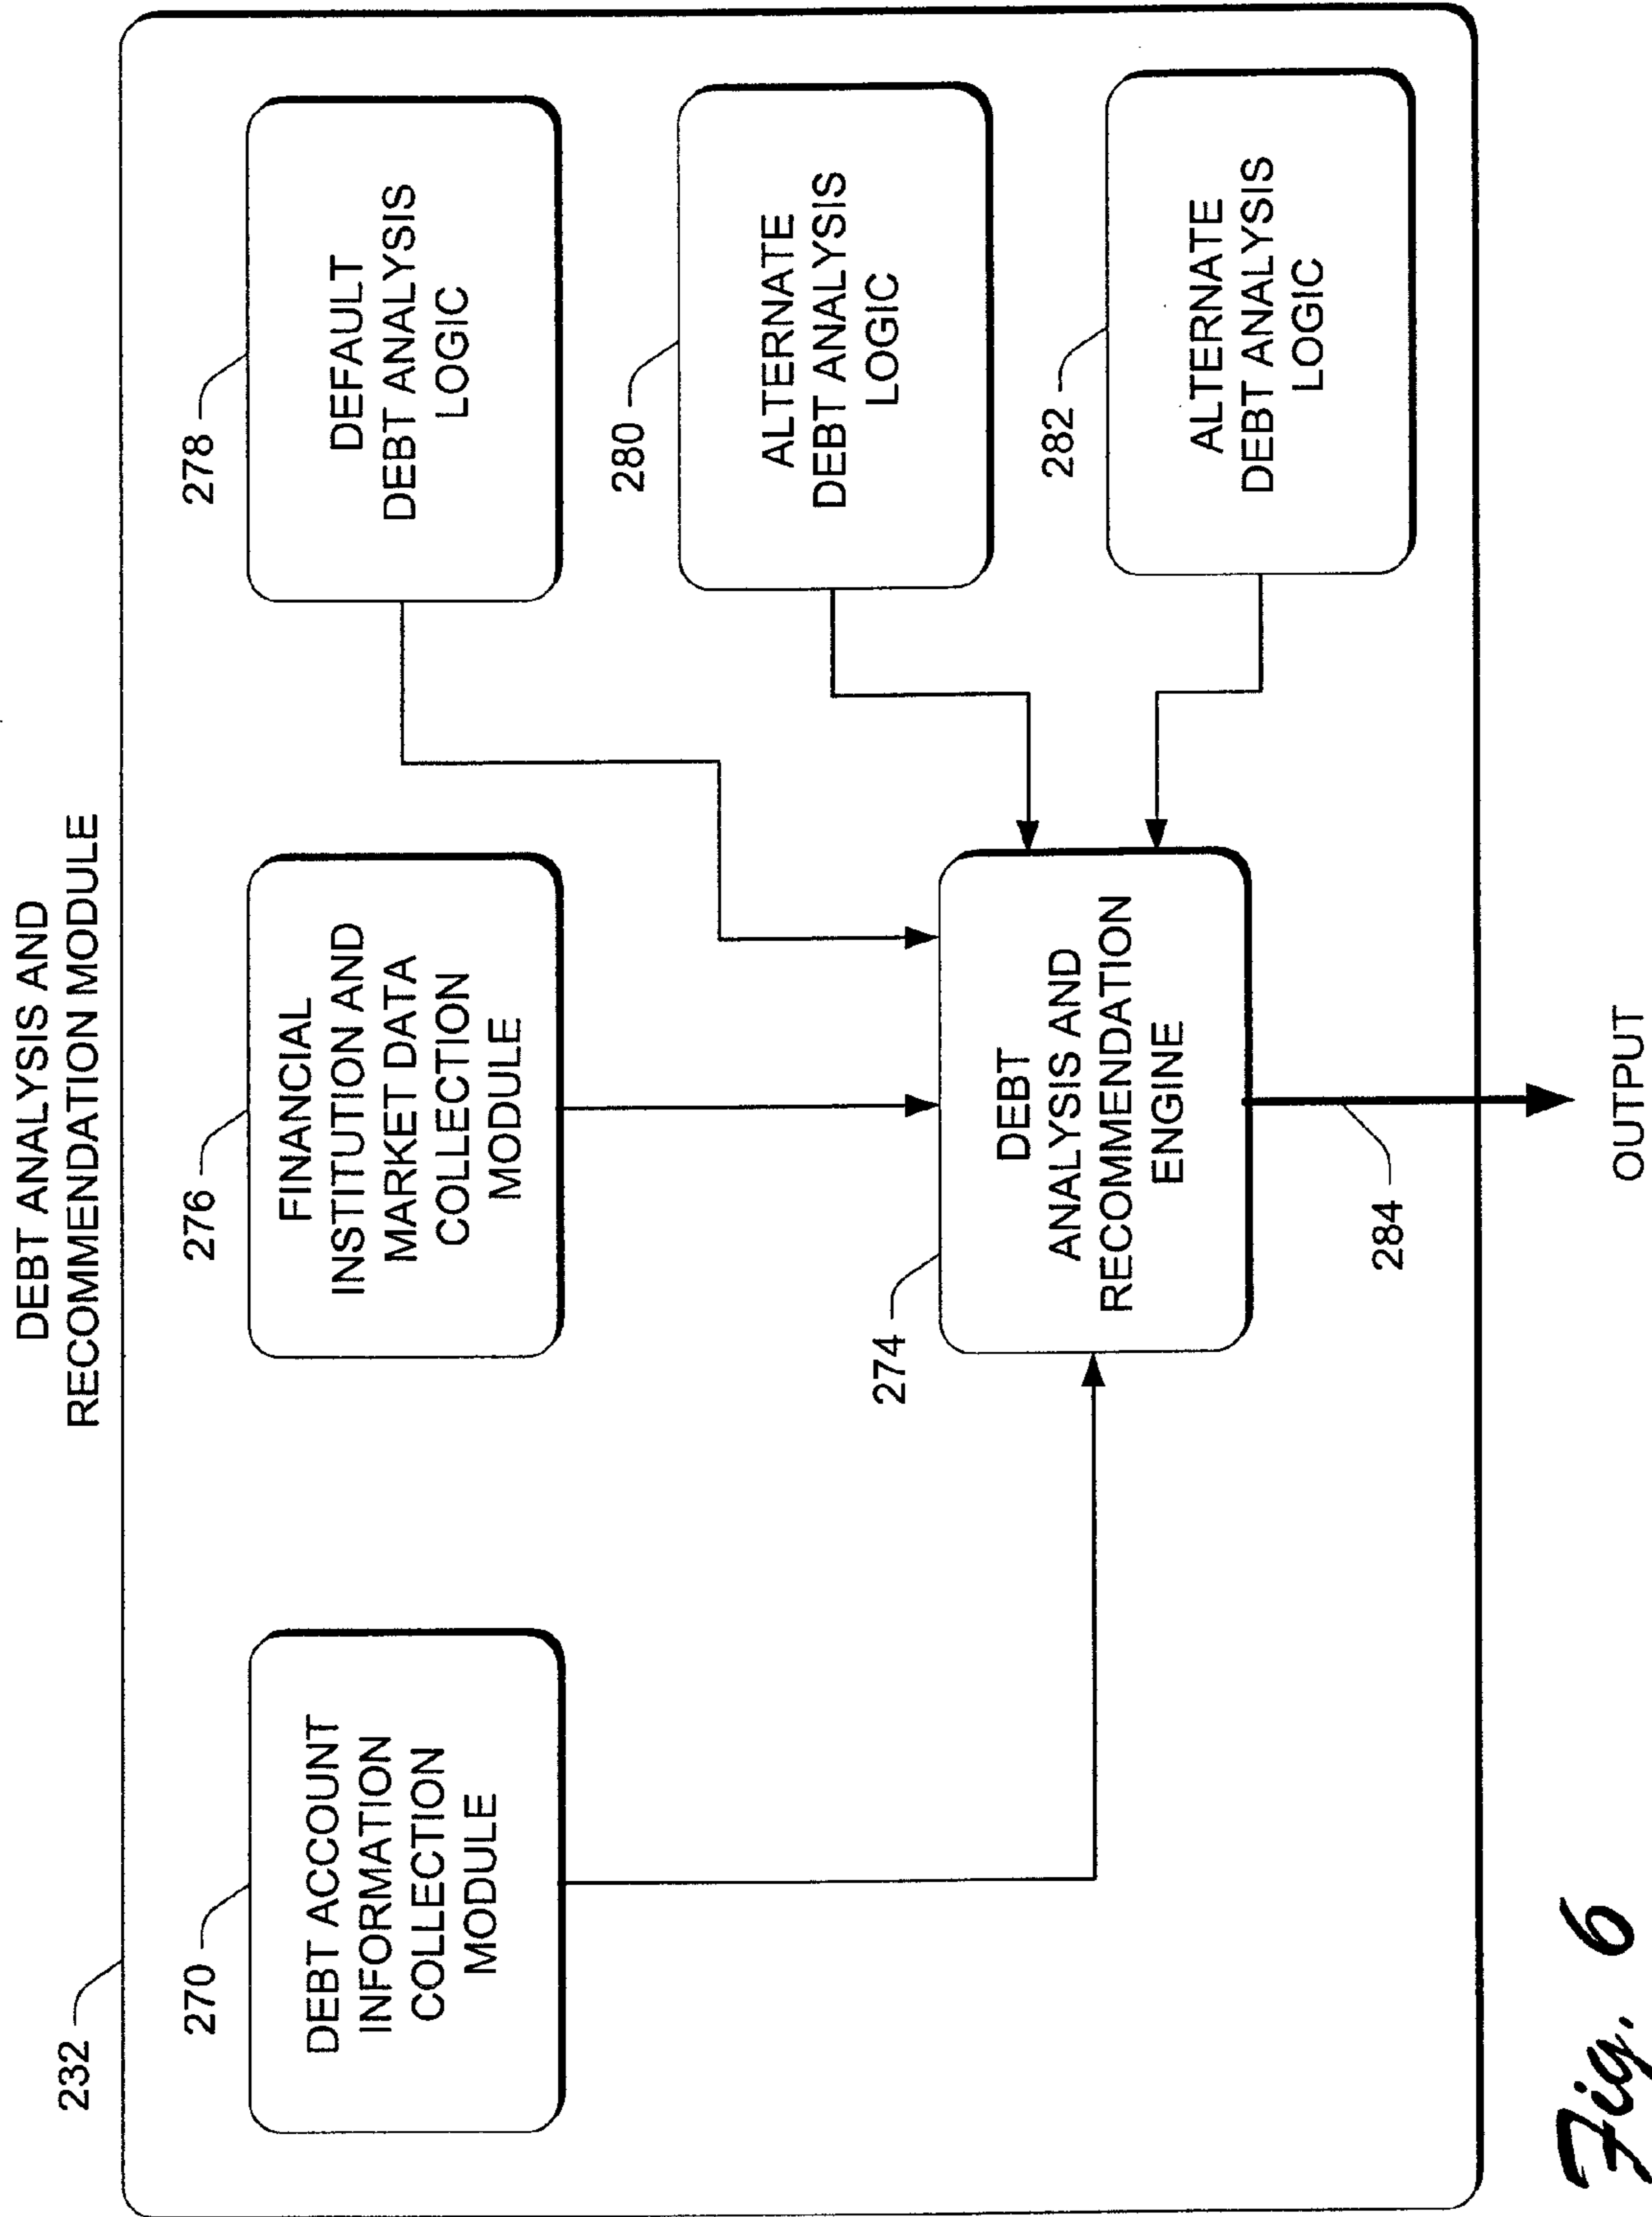 DEBT ANALYSIS AND
RECOMMENDATION MODULE
232
270
DEBT ACCOUNT
INFORMATION
COLLECTION
MODULE
276
FINANCIAL
INSTITUTION AND
MARKET DATA
COLLECTION
MODULE
278
DEFAULT
DEBT ANALYSIS
LOGIC
280
ALTERNATE
DEBT ANALYSIS
LOGIC
282
ALTERNATE
DEBT ANALYSIS
LOGIC
274
DEBT
ANALYSIS AND
RECOMMENDATION
ENGINE
284
OUTPUT
Fig. 6